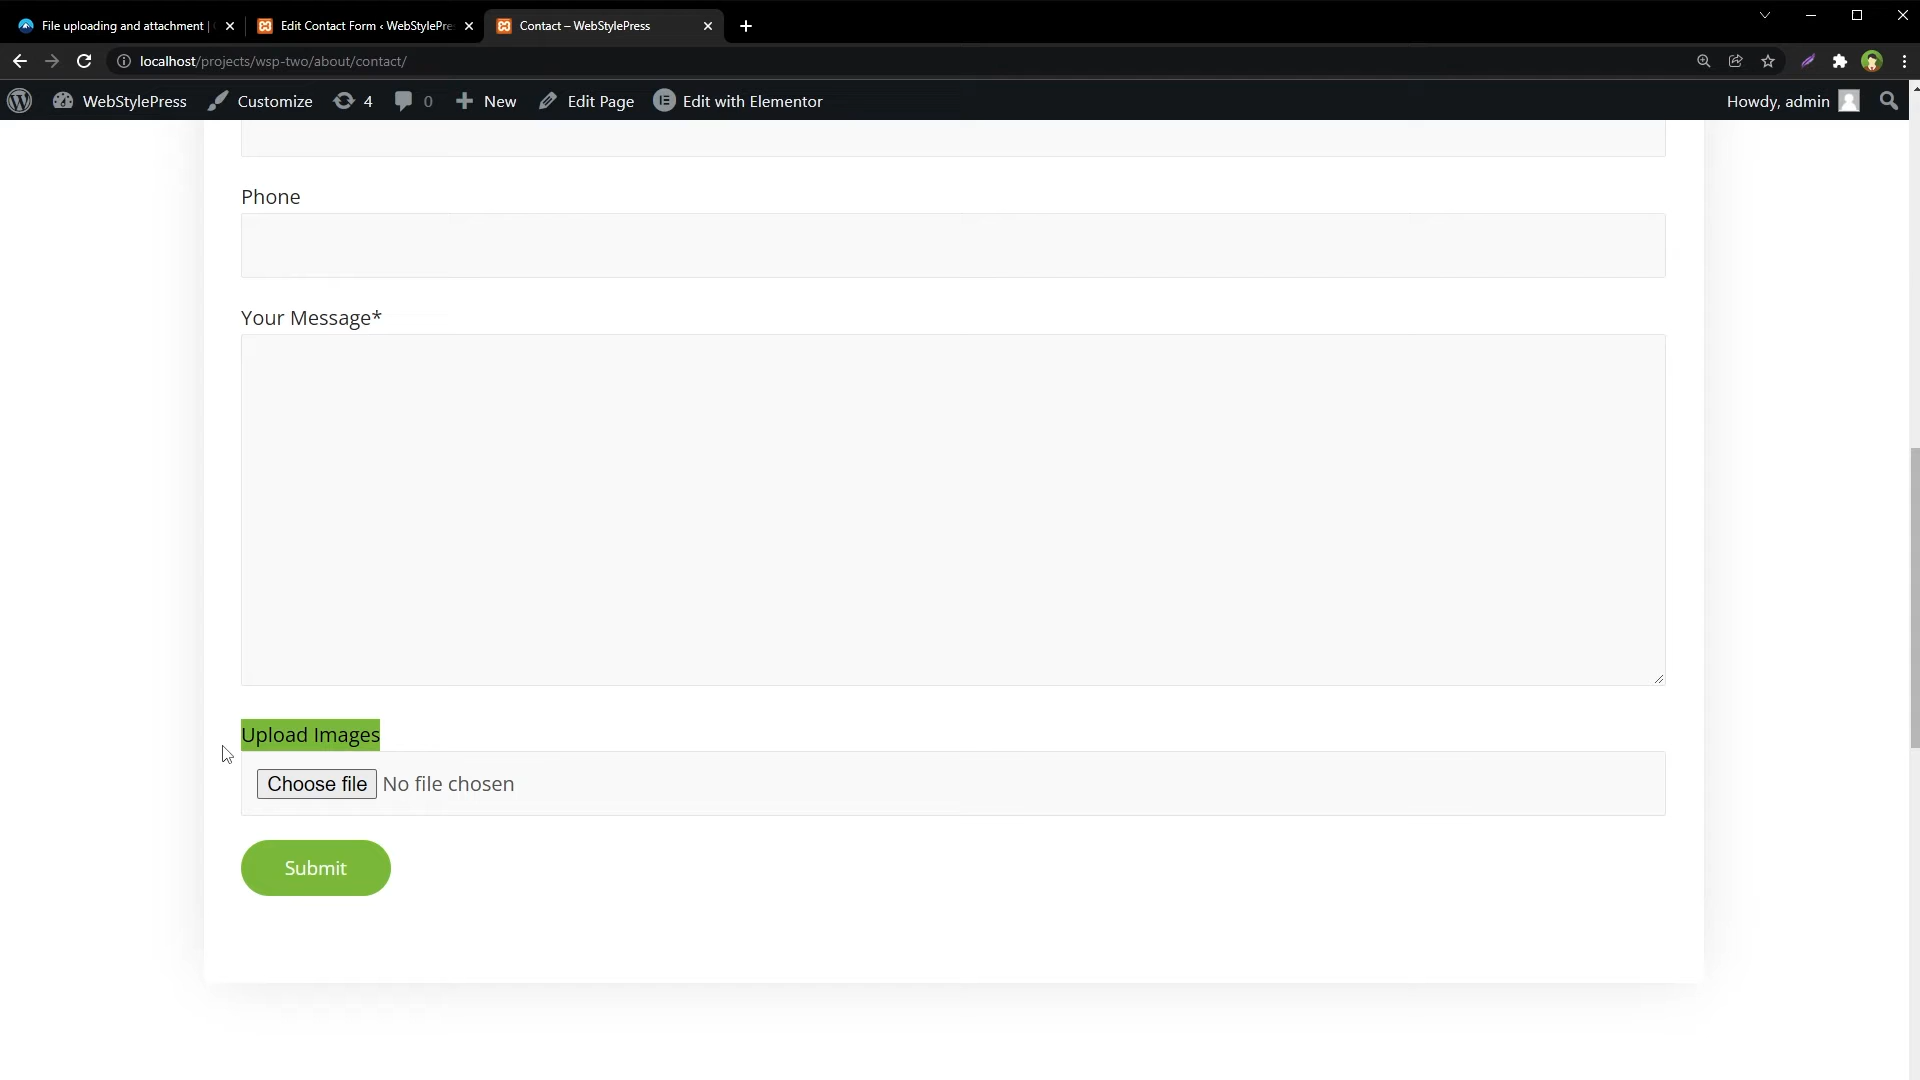 File uploading and attachment |
Edit Contact Form ‹ WebStylePre
Contact – WebStylePress
localhost/projects/wsp-two/about/contact/
WebStylePress Customize 4 0 New Edit Page Edit with Elementor Howdy, admin
Phone
Your Message*
Upload Images
Choose file No file chosen
Submit